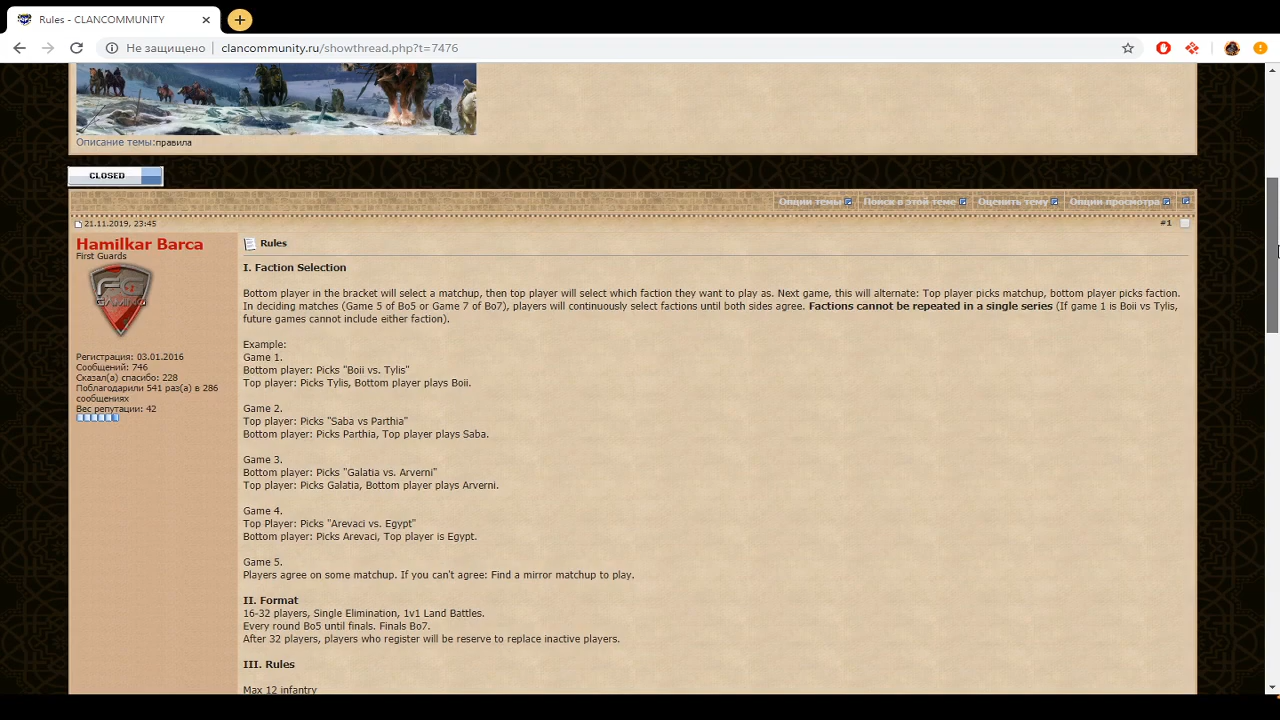 Rules - CLANCOMMUNITY
Не защищено
clancommunity.ru/showthread.php?t=7476
Описание темы:правила
CLOSED
Опции темы
Поиск в этой теме
Оценить тему
Опции просмотра
21.11.2019, 23:45
#1
Hamilkar Barca
First Guards
FG
GAMING
Регистрация: 03.01.2016
Сообщений: 746
Сказал(а) спасибо: 228
Поблагодарили 541 раз(а) в 286
сообщениях
Вес репутации: 42
Rules
I. Faction Selection
Bottom player in the bracket will select a matchup, then top player will select which faction they want to play as. Next game, this will alternate: Top player picks matchup, bottom player picks faction.
In deciding matches (Game 5 of Bo5 or Game 7 of Bo7), players will continuously select factions until both sides agree. Factions cannot be repeated in a single series (If game 1 is Boii vs Tylis,
future games cannot include either faction).
Example:
Game 1.
Bottom player: Picks "Boii vs. Tylis"
Top player: Picks Tylis, Bottom player plays Boii.
Game 2.
Top player: Picks "Saba vs Parthia"
Bottom player: Picks Parthia, Top player plays Saba.
Game 3.
Bottom player: Picks "Galatia vs. Arverni"
Top player: Picks Galatia, Bottom player plays Arverni.
Game 4.
Top Player: Picks "Arevaci vs. Egypt"
Bottom player: Picks Arevaci, Top player is Egypt.
Game 5.
Players agree on some matchup. If you can't agree: Find a mirror matchup to play.
II. Format
16-32 players, Single Elimination, 1v1 Land Battles.
Every round Bo5 until finals. Finals Bo7.
After 32 players, players who register will be reserve to replace inactive players.
III. Rules
Max 12 infantry